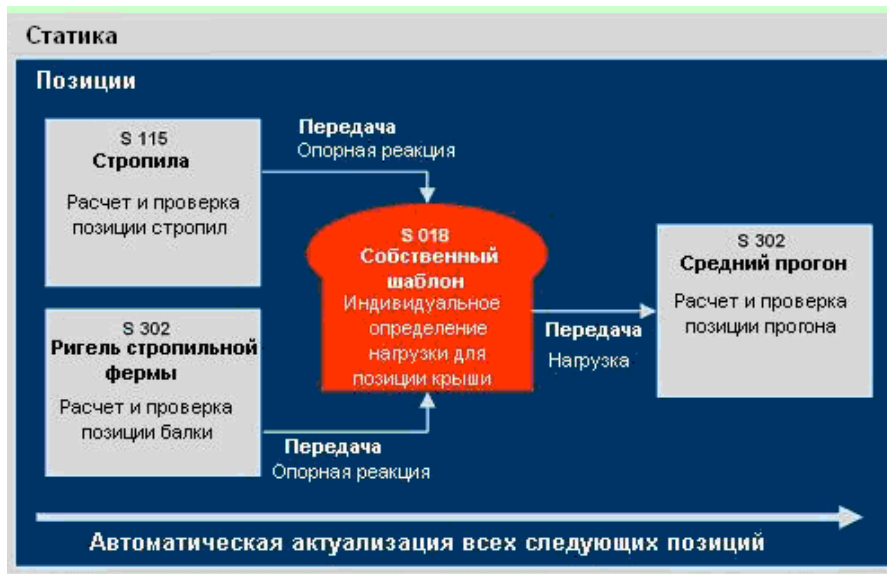 Статика
Позиции
S 115
Стропила
Расчет и проверка
позиции стропил
Передача
Опорная реакция
S 302
Ригель стропильной
фермы
Расчет и проверка
позиции балки
Передача
Опорная реакция
S 018
Собственный
шаблон
Индивидуальное
определение
нагрузки для
позиции крыши
Передача
Нагрузка
S 302
Средний прогон
Расчет и проверка
позиции прогона
Автоматическая актуализация всех следующих позиций